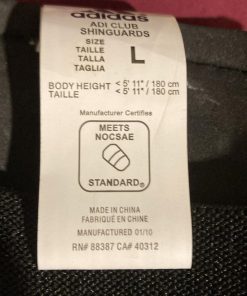 adidas
ADI CLUB
SHINGUARDS
SIZE
TAILLE
TALLA
TAGLIA
L
BODY HEIGHT < 5' 11" / 180 cm
TAILLE < 5' 11" / 180 cm
Manufacturer Certifies
MEETS
NOCSAE
STANDARD®
MADE IN CHINA
FABRIQUÉ EN CHINE
MANUFACTURED 01/10
RN# 88387 CA# 40312